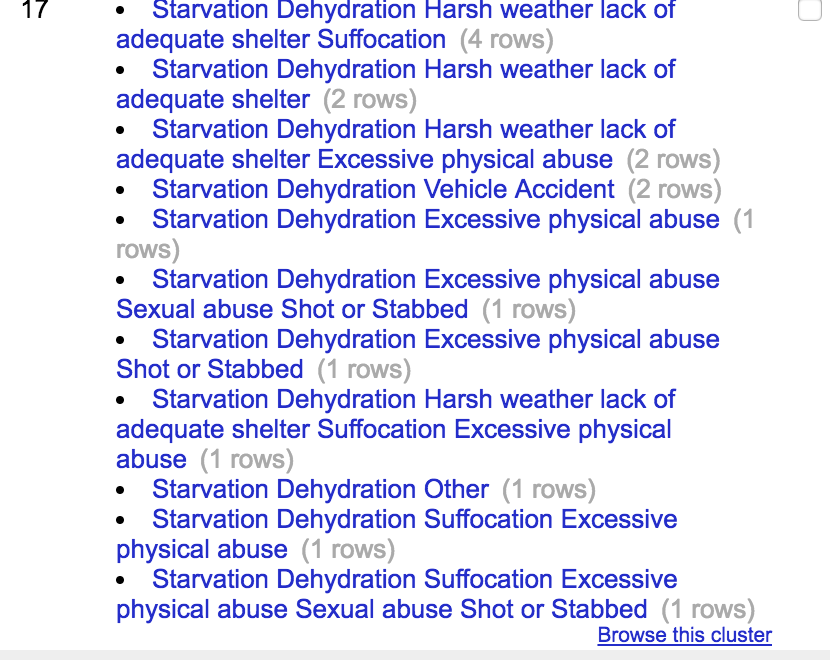 17 • Starvation Dehydration Harsh weather lack of
adequate shelter Suffocation (4 rows)
• Starvation Dehydration Harsh weather lack of
adequate shelter (2 rows)
• Starvation Dehydration Harsh weather lack of
adequate shelter Excessive physical abuse (2 rows)
• Starvation Dehydration Vehicle Accident (2 rows)
• Starvation Dehydration Excessive physical abuse (1
rows)
• Starvation Dehydration Excessive physical abuse
Sexual abuse Shot or Stabbed (1 rows)
• Starvation Dehydration Excessive physical abuse
Shot or Stabbed (1 rows)
• Starvation Dehydration Harsh weather lack of
adequate shelter Suffocation Excessive physical
abuse (1 rows)
• Starvation Dehydration Other (1 rows)
• Starvation Dehydration Suffocation Excessive
physical abuse (1 rows)
• Starvation Dehydration Suffocation Excessive
physical abuse Sexual abuse Shot or Stabbed (1 rows)
Browse this cluster